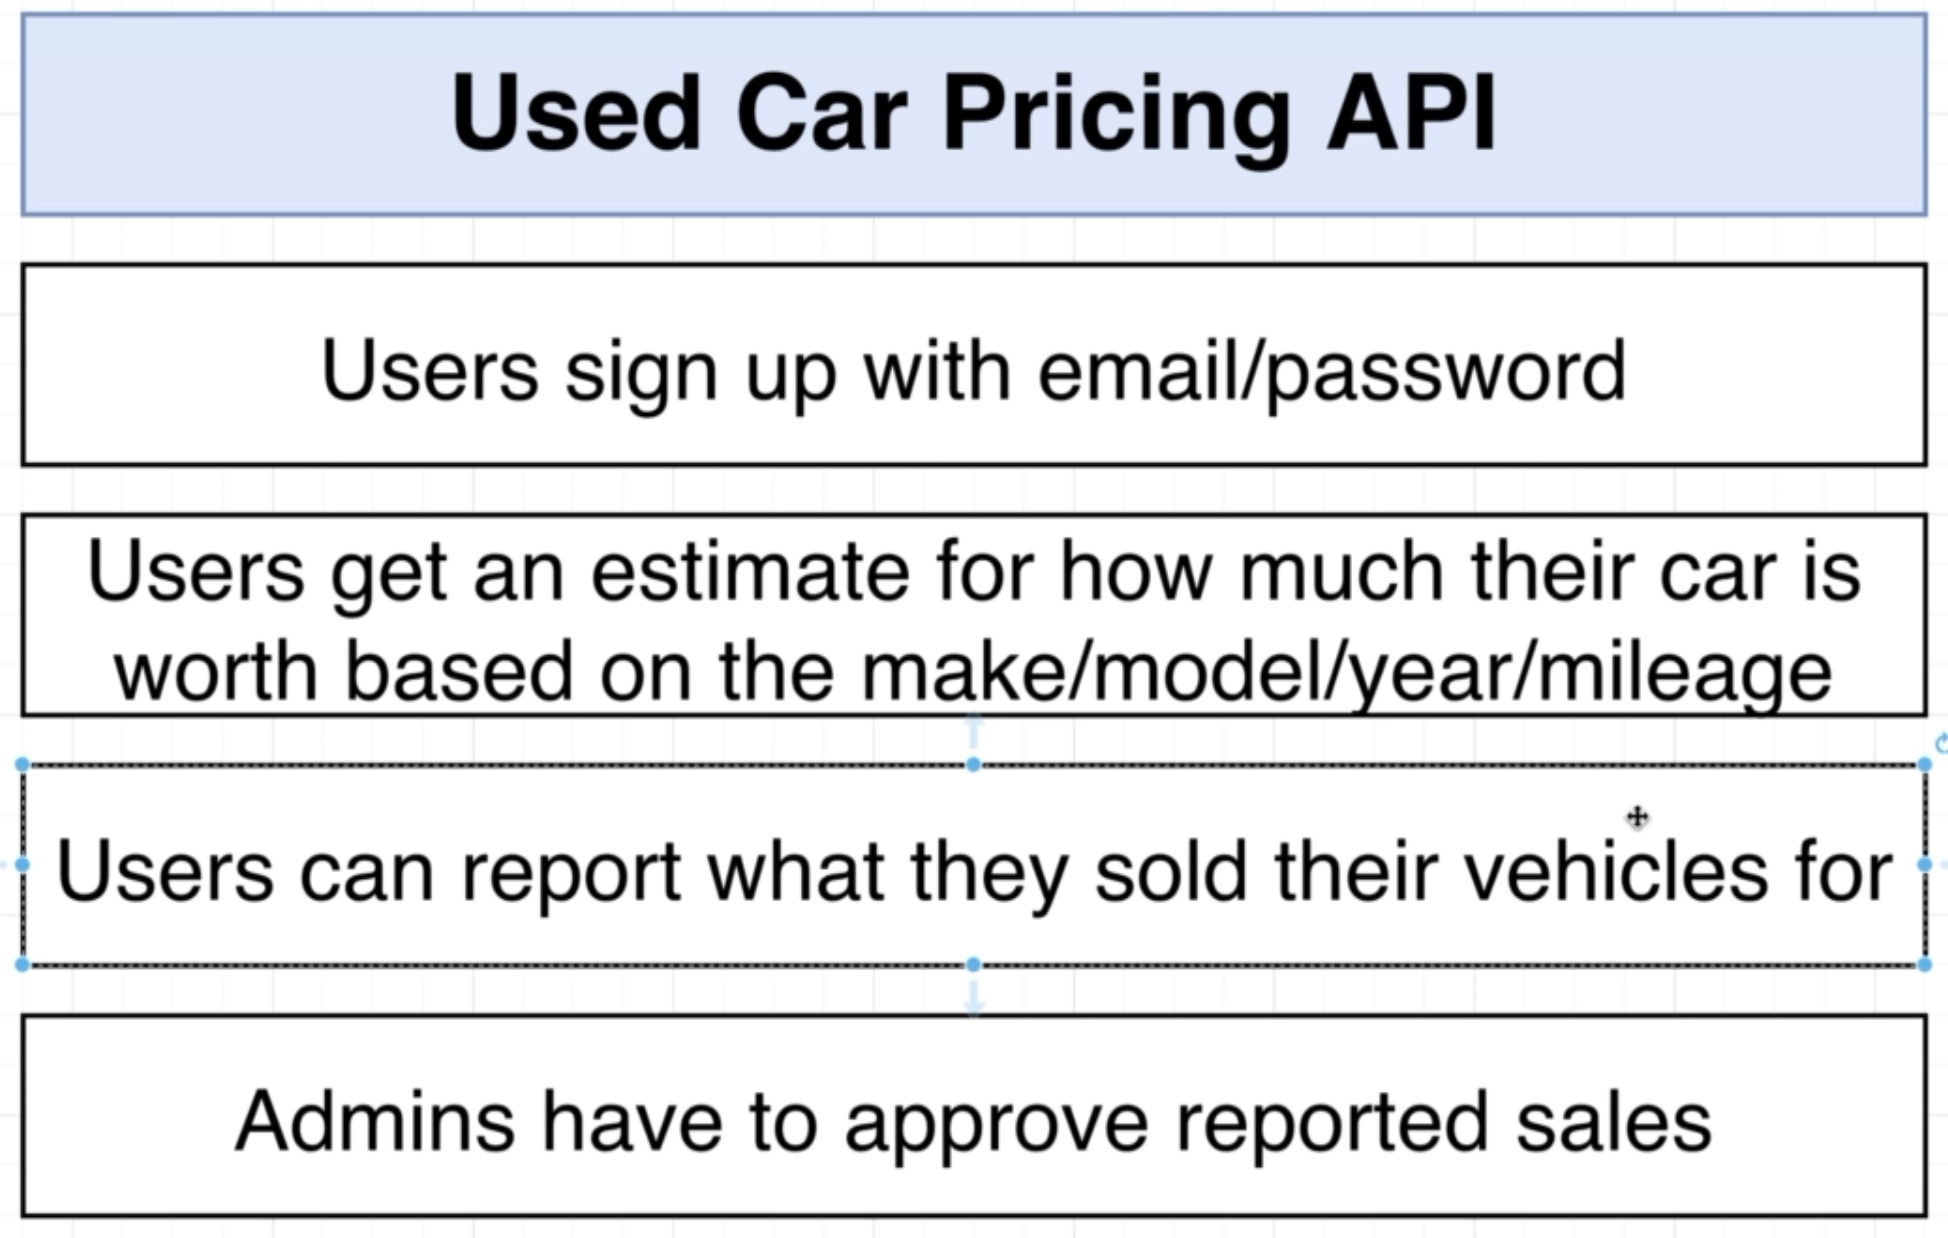 Used Car Pricing API
Users sign up with email/password
Users get an estimate for how much their car is
worth based on the make/model/year/mileage
Users can report what they sold their vehicles for
Admins have to approve reported sales